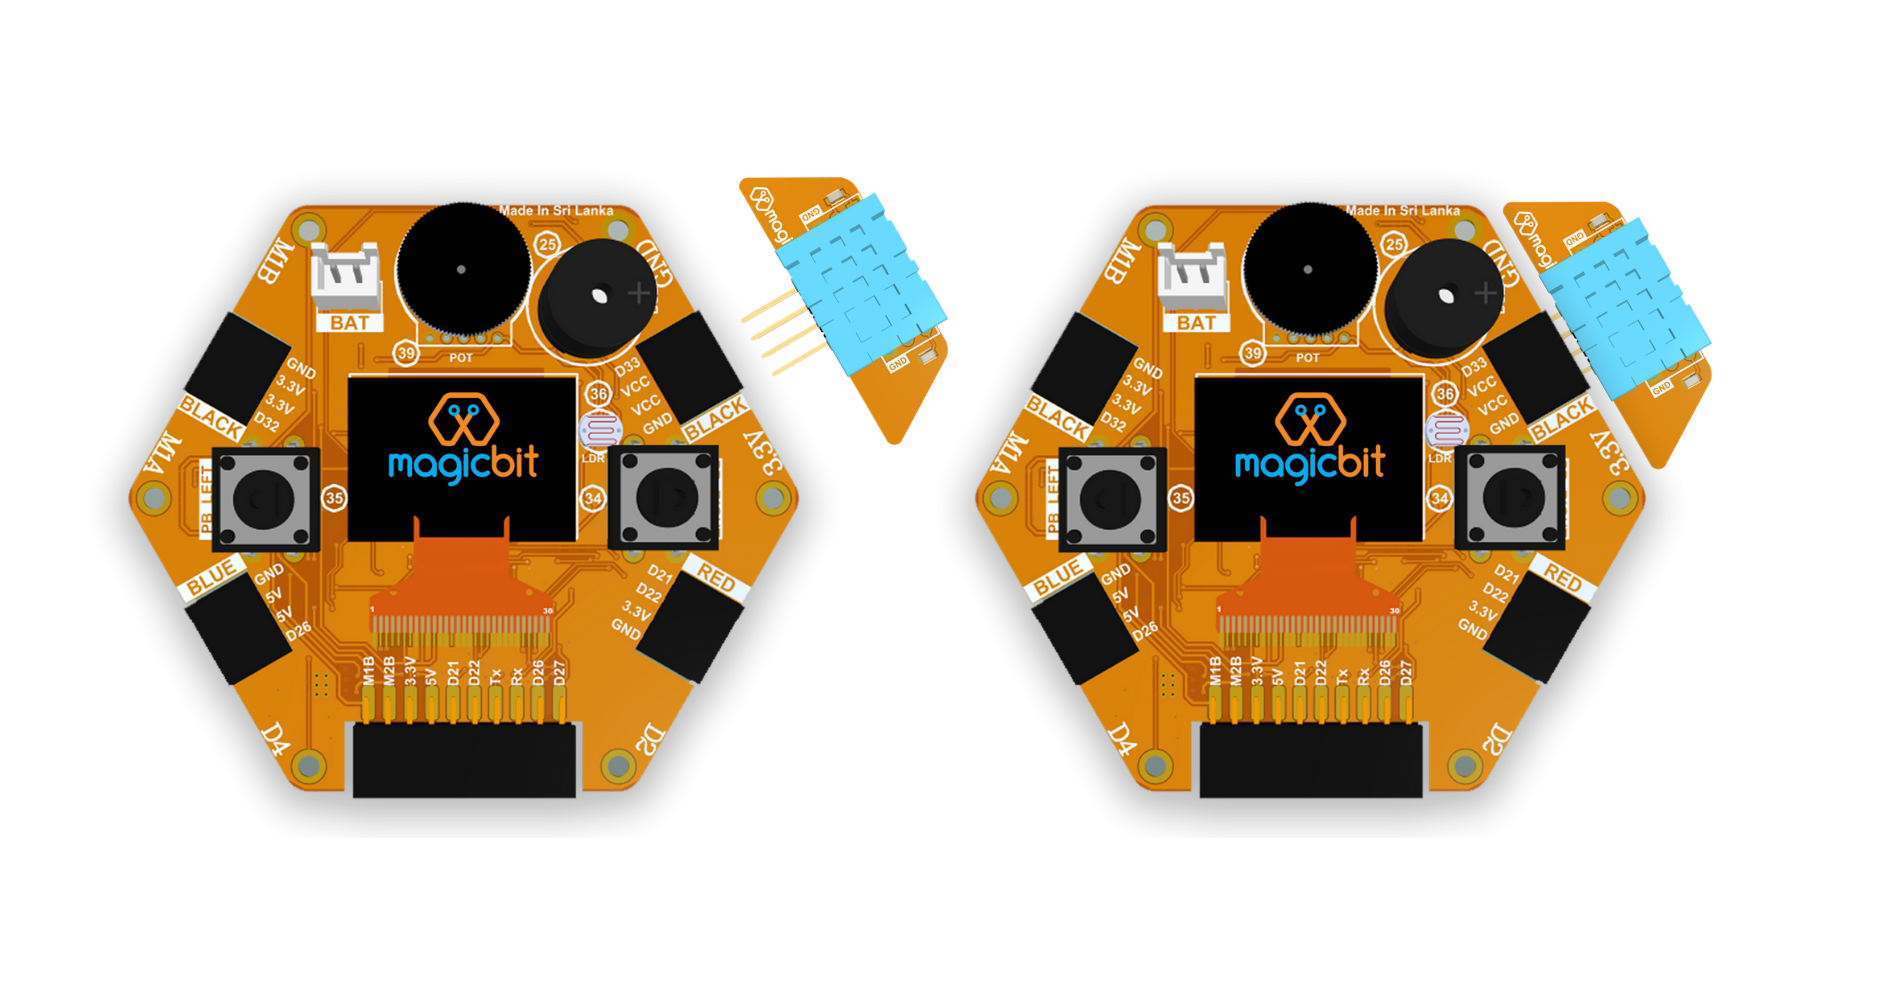 Made In Sri Lanka
M1B
25
GND
BAT
39
POT
GND
3.3V
3.3V
D32
BLACK
36
D33
VCC
VCC
GND
BLACK
M1A
3.3V
LDR
magicbit
PB LEFT
35
34
BLUE
GND
5V
5V
D26
RED
D21
D22
3.3V
GND
1
30
M1B M2B 3.3V 5V D21 D22 Tx Rx D26 D27
D4
D2
GND
magi
GND
Made In Sri Lanka
M1B
25
GND
BAT
39
POT
GND
3.3V
3.3V
D32
BLACK
36
D33
VCC
VCC
GND
BLACK
M1A
3.3V
LDR
magicbit
PB LEFT
35
34
BLUE
GND
5V
5V
D26
RED
D21
D22
3.3V
GND
1
30
M1B M2B 3.3V 5V D21 D22 Tx Rx D26 D27
D4
D2
GND
magi
GND